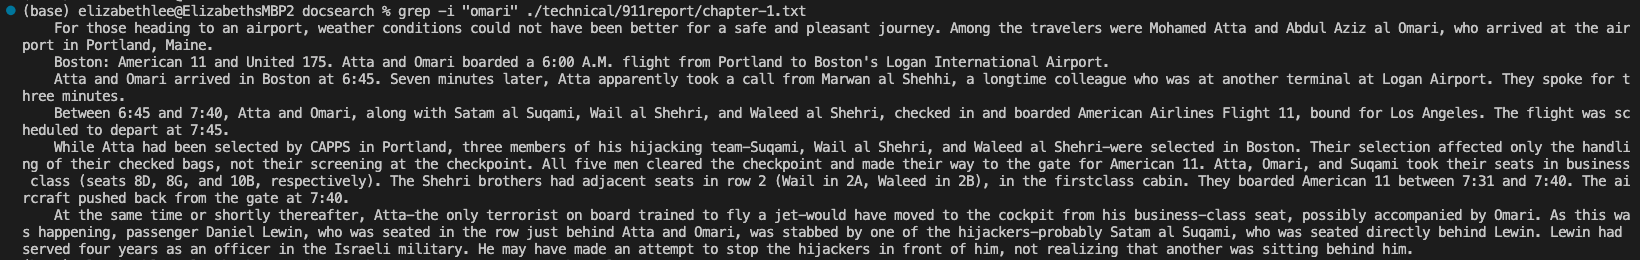 (base) elizabethlee@ElizabethsMBP2 docsearch % grep -i "omari" ./technical/911report/chapter-1.txt
    For those heading to an airport, weather conditions could not have been better for a safe and pleasant journey. Among the travelers were Mohamed Atta and Abdul Aziz al Omari, who arrived at the air
port in Portland, Maine.
    Boston: American 11 and United 175. Atta and Omari boarded a 6:00 A.M. flight from Portland to Boston's Logan International Airport.
    Atta and Omari arrived in Boston at 6:45. Seven minutes later, Atta apparently took a call from Marwan al Shehhi, a longtime colleague who was at another terminal at Logan Airport. They spoke for t
hree minutes.
    Between 6:45 and 7:40, Atta and Omari, along with Satam al Suqami, Wail al Shehri, and Waleed al Shehri, checked in and boarded American Airlines Flight 11, bound for Los Angeles. The flight was sc
heduled to depart at 7:45.
    While Atta had been selected by CAPPS in Portland, three members of his hijacking team-Suqami, Wail al Shehri, and Waleed al Shehri-were selected in Boston. Their selection affected only the handli
ng of their checked bags, not their screening at the checkpoint. All five men cleared the checkpoint and made their way to the gate for American 11. Atta, Omari, and Suqami took their seats in business
 class (seats 8D, 8G, and 10B, respectively). The Shehri brothers had adjacent seats in row 2 (Wail in 2A, Waleed in 2B), in the firstclass cabin. They boarded American 11 between 7:31 and 7:40. The ai
rcraft pushed back from the gate at 7:40.
    At the same time or shortly thereafter, Atta-the only terrorist on board trained to fly a jet-would have moved to the cockpit from his business-class seat, possibly accompanied by Omari. As this wa
s happening, passenger Daniel Lewin, who was seated in the row just behind Atta and Omari, was stabbed by one of the hijackers-probably Satam al Suqami, who was seated directly behind Lewin. Lewin had
served four years as an officer in the Israeli military. He may have made an attempt to stop the hijackers in front of him, not realizing that another was sitting behind him.